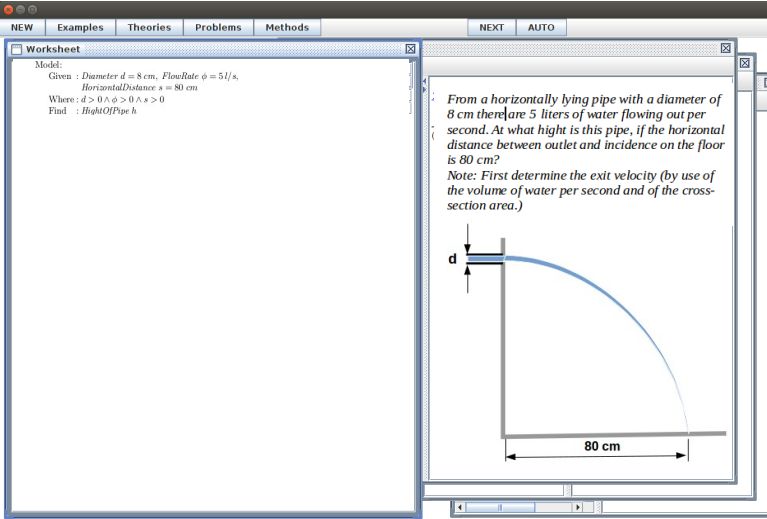 NEW Examples Theories Problems Methods NEXT AUTO
Worksheet
Model:
Given : Diameter d = 8 cm, FlowRate ϕ = 5 l/s,
HorizontalDistance s = 80 cm
Where : d > 0 ∧ ϕ > 0 ∧ s > 0
Find : HightOfPipe h
From a horizontally lying pipe with a diameter of
8 cm there are 5 liters of water flowing out per
second. At what hight is this pipe, if the horizontal
distance between outlet and incidence on the floor
is 80 cm?
Note: First determine the exit velocity (by use of
the volume of water per second and of the cross-
section area.)
d
80 cm